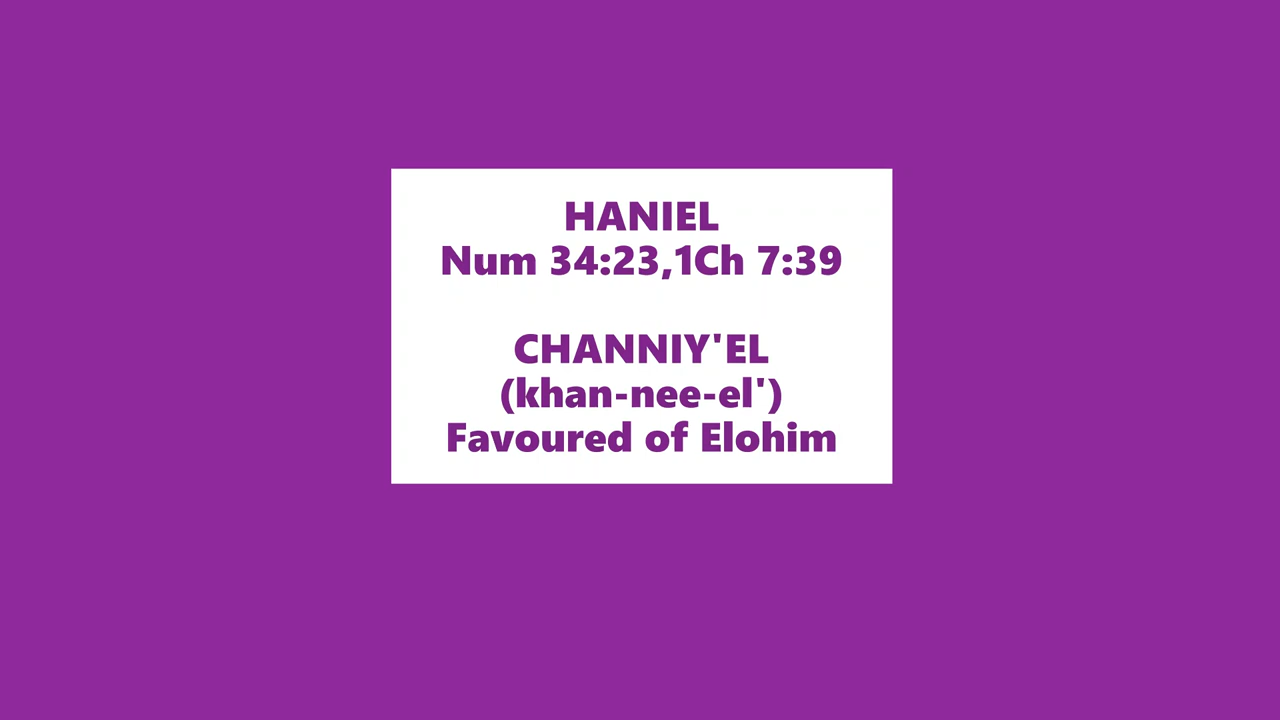 HANIEL
Num 34:23,1Ch 7:39
CHANNIY'EL
(khan-nee-el')
Favoured of Elohim